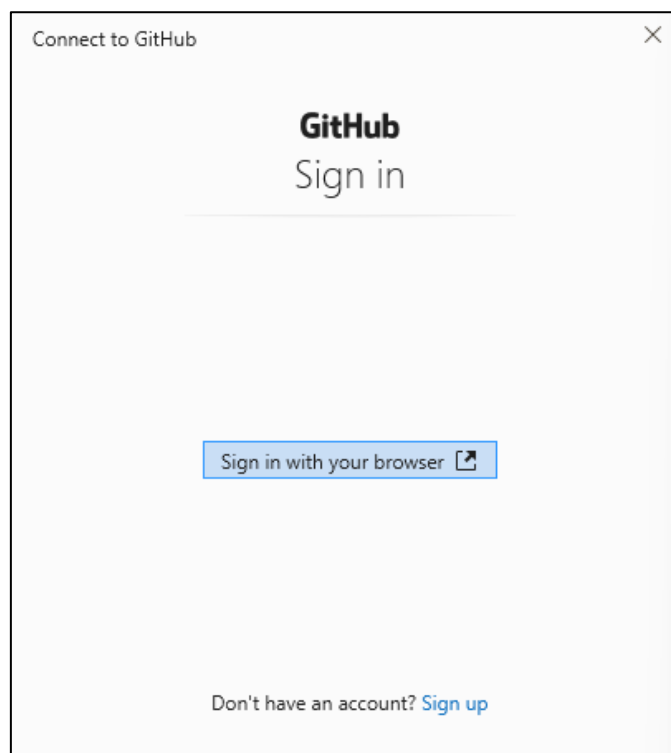 Connect to GitHub
GitHub
Sign in
Sign in with your browser
Don't have an account? Sign up